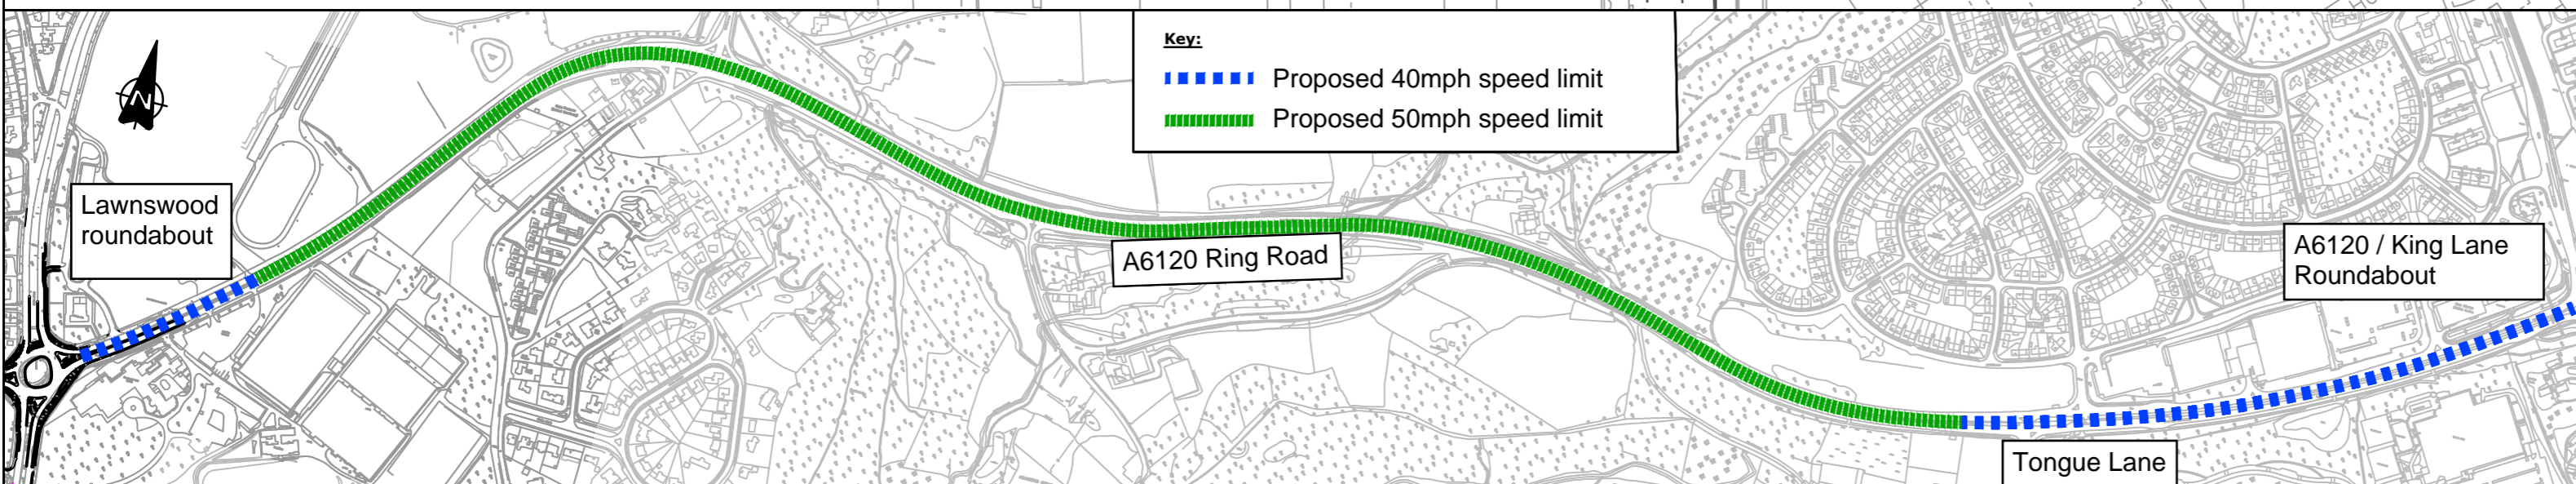 Key:
Proposed 40mph speed limit
Proposed 50mph speed limit
N
Lawnswood
roundabout
A6120 Ring Road
A6120 / King Lane
Roundabout
Tongue Lane